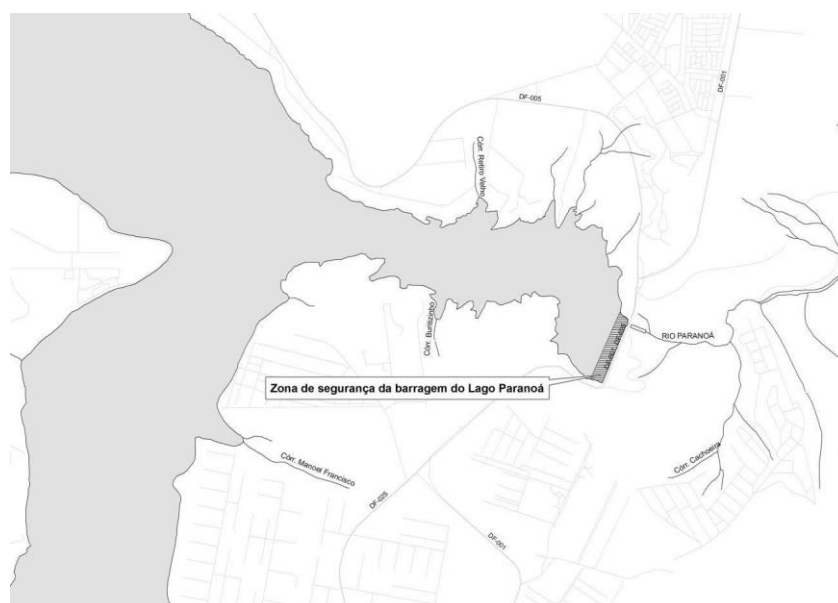 DF-001
DF-005
Córr. Retiro Velho
Córr. Buritizinho
RIO PARANOÁ
Zona de segurança da barragem do Lago Paranoá
Córr. Cachoeira
Córr. Manoel Francisco
DF-025
DF-001